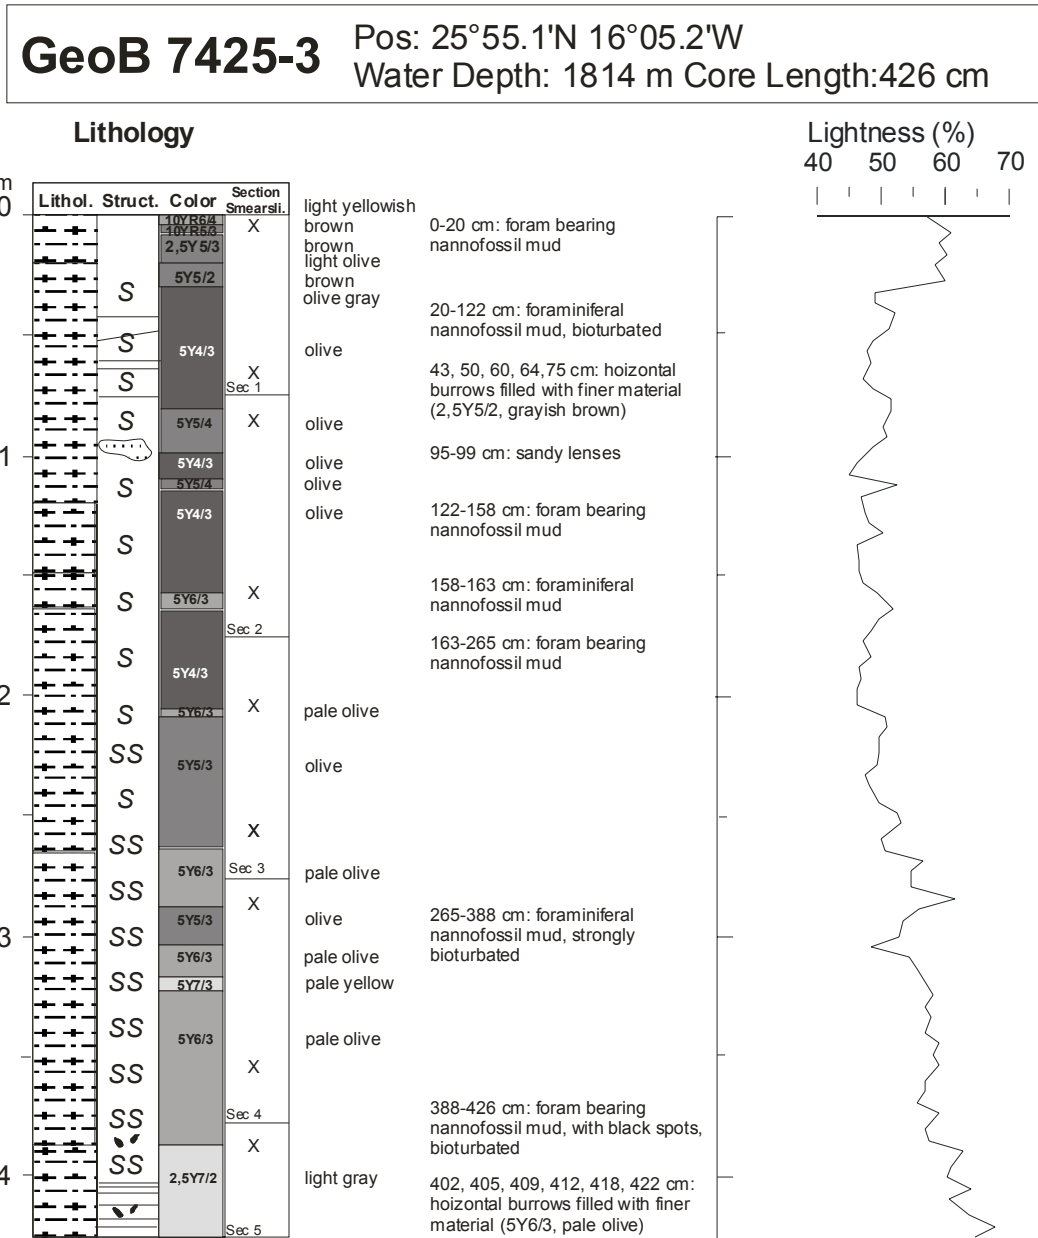 GeoB 7425-3
Pos: 25°55.1'N 16°05.2'W
Water Depth: 1814 m Core Length:426 cm
Lithology
Lightness (%)
40 50 60 70
m
0
Lithol. Struct. Color Section
Smearsli.
light yellowish
brown
brown
light olive
brown
olive gray
10YR6/4
10YR5/3
2,5Y5/3
5Y5/2
X
0-20 cm: foram bearing
nannofossil mud
S
20-122 cm: foraminiferal
nannofossil mud, bioturbated
S
5Y4/3
olive
X
Sec 1
43, 50, 60, 64,75 cm: hoizontal
burrows filled with finer material
(2,5Y5/2, grayish brown)
S
S
5Y5/4
X
olive
1
5Y4/3
olive
95-99 cm: sandy lenses
S
5Y5/4
olive
5Y4/3
olive
122-158 cm: foram bearing
nannofossil mud
S
S
5Y6/3
X
158-163 cm: foraminiferal
nannofossil mud
Sec 2
S
163-265 cm: foram bearing
nannofossil mud
5Y4/3
2
S
5Y6/3
X
pale olive
SS
5Y5/3
olive
S
X
SS
5Y6/3
Sec 3
pale olive
SS
X
5Y5/3
olive
265-388 cm: foraminiferal
nannofossil mud, strongly
bioturbated
3
SS
5Y6/3
pale olive
SS
5Y7/3
pale yellow
SS
5Y6/3
pale olive
SS
X
SS
Sec 4
388-426 cm: foram bearing
nannofossil mud, with black spots,
bioturbated
X
SS
4
2,5Y7/2
light gray
402, 405, 409, 412, 418, 422 cm:
hoizontal burrows filled with finer
material (5Y6/3, pale olive)
Sec 5